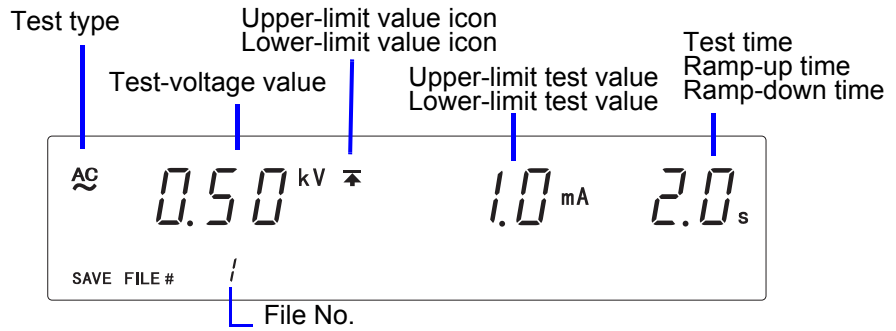 Test type
Upper-limit value icon
Lower-limit value icon
Test-voltage value
Upper-limit test value
Lower-limit test value
Test time
Ramp-up time
Ramp-down time
AC 0.50 kV 1.0 mA 2.0 s
SAVE FILE # 1
File No.